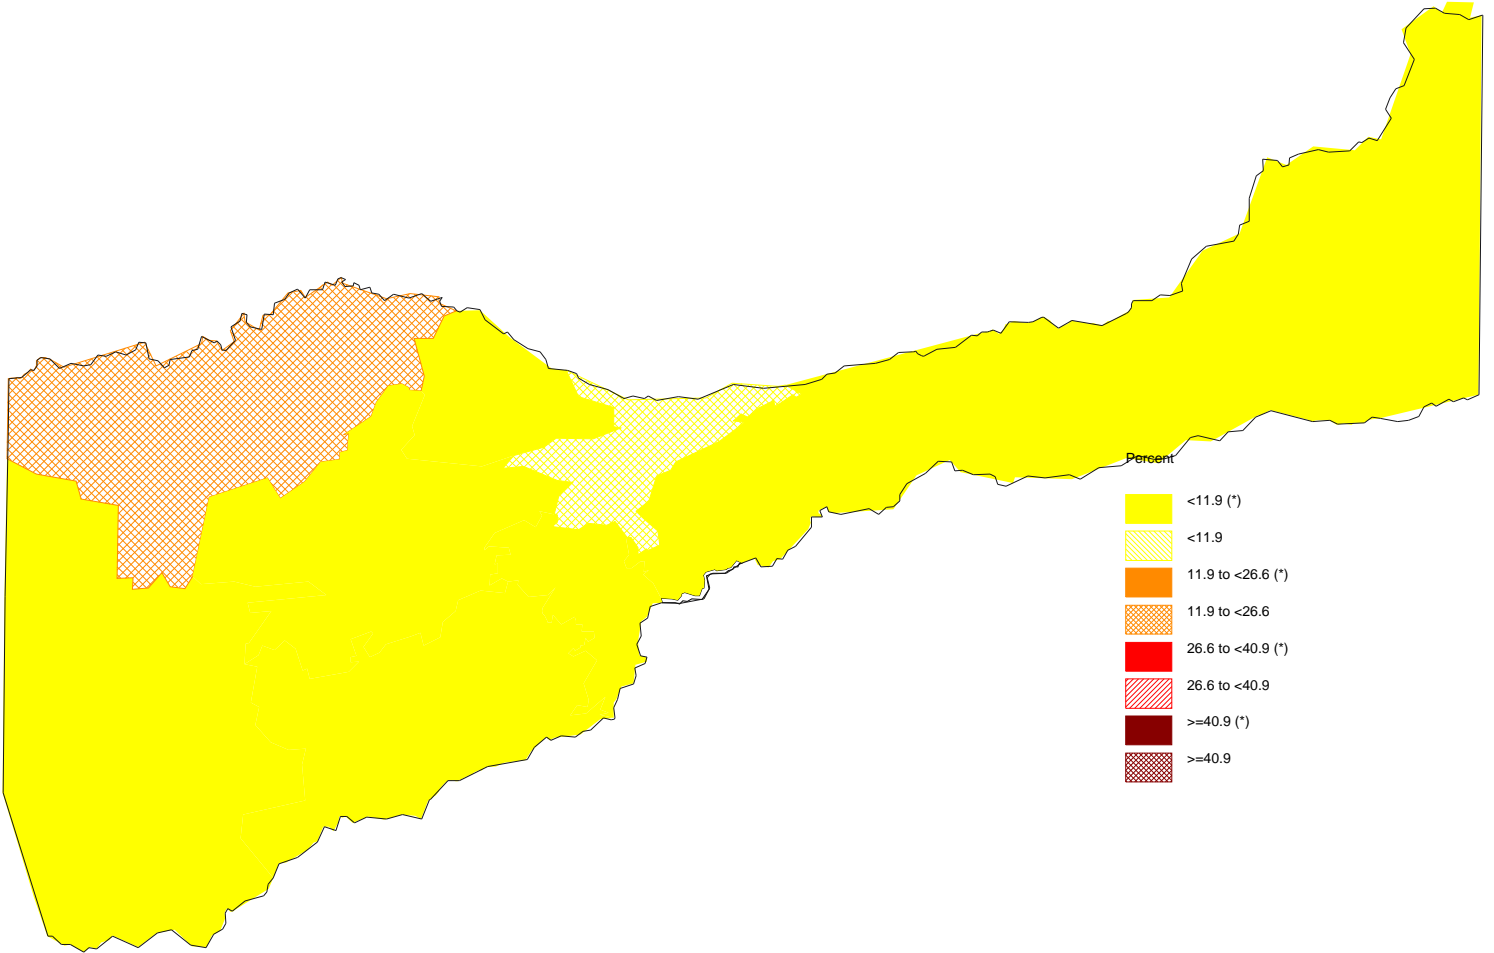 Percent
<11.9 (*)
<11.9
11.9 to <26.6 (*)
11.9 to <26.6
26.6 to <40.9 (*)
26.6 to <40.9
>=40.9 (*)
>=40.9